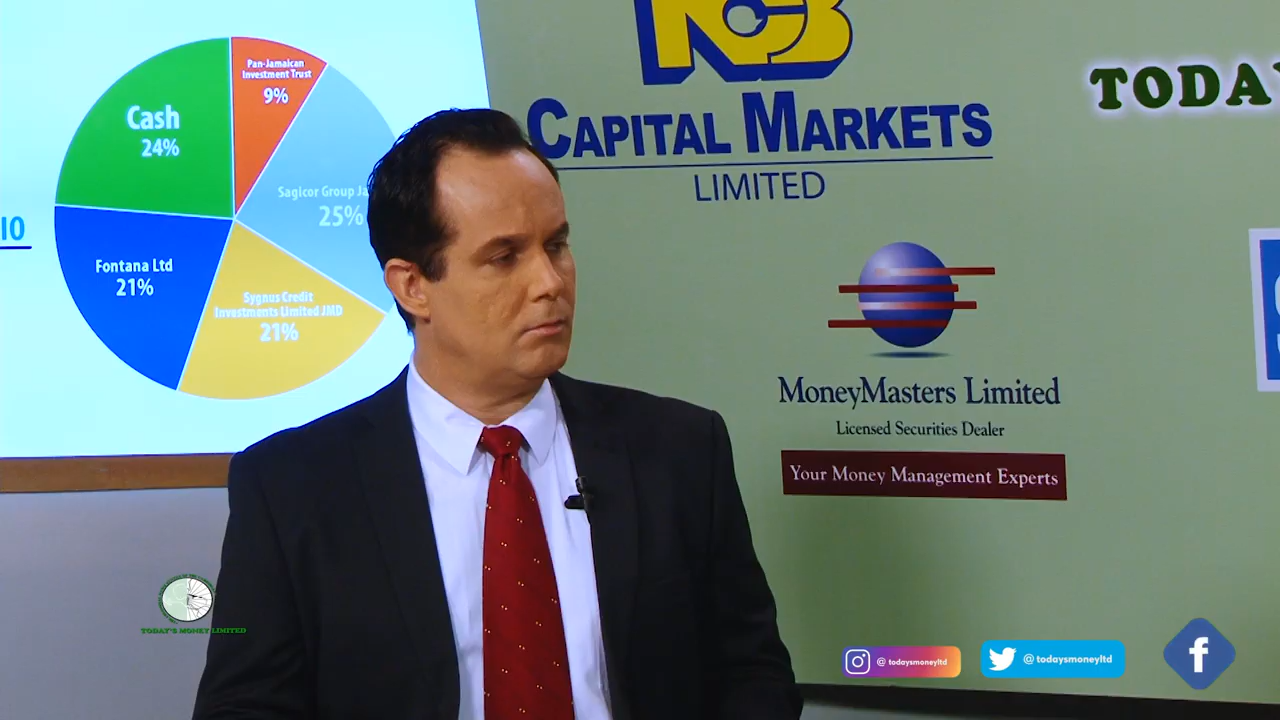 Pan-Jamaican
Investment Trust
9%
Cash
24%
Sagicor Group Ja
25%
Fontana Ltd
21%
Sygnus Credit
Investments Limited JMD
21%
IO
NCB
CAPITAL MARKETS
LIMITED
TODAY
MoneyMasters Limited
Licensed Securities Dealer
Your Money Management Experts
TODAY'S MONEY LIMITED
@ todaysmoneyltd
@ todaysmoneyltd
f